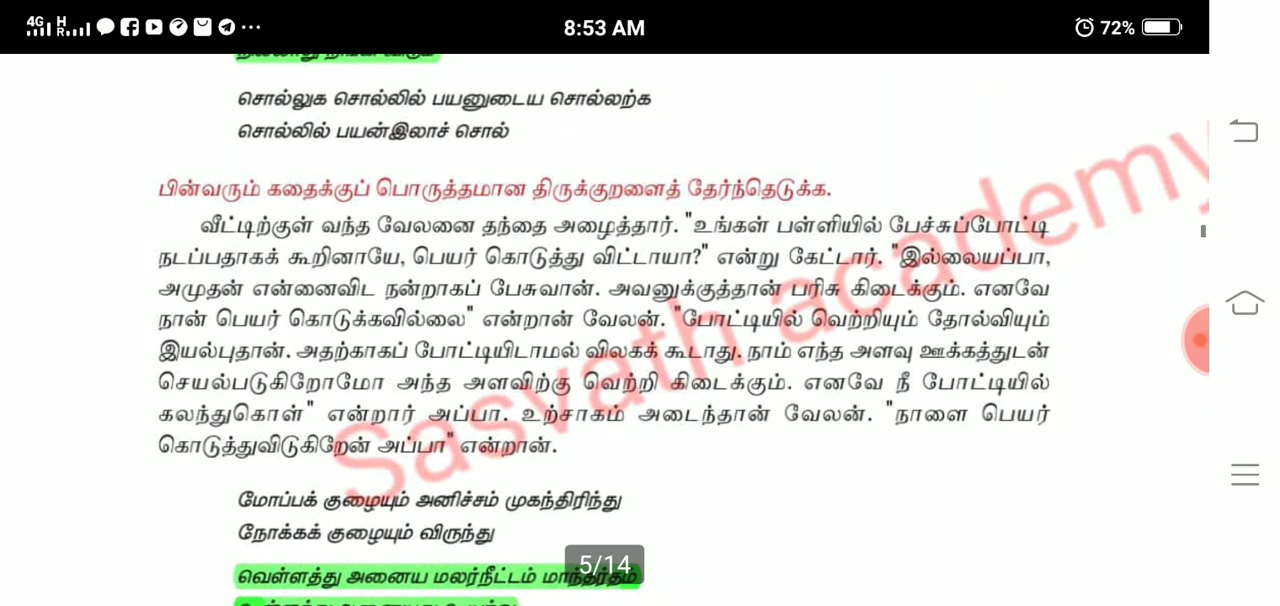 4G H R 8:53 AM 72%
சொல்லுக சொல்லில் பயனுடைய சொல்லற்க
சொல்லில் பயன்இலாச் சொல்
பின்வரும் கதைக்குப் பொருத்தமான திருக்குறளைத் தேர்ந்தெடுக்க.
வீட்டிற்குள் வந்த வேலனை தந்தை அழைத்தார். "உங்கள் பள்ளியில் பேச்சுப்போட்டி
நடப்பதாகக் கூறினாயே, பெயர் கொடுத்து விட்டாயா?" என்று கேட்டார். "இல்லையப்பா,
அமுதன் என்னைவிட நன்றாகப் பேசுவான். அவனுக்குத்தான் பரிசு கிடைக்கும். எனவே
நான் பெயர் கொடுக்கவில்லை" என்றான் வேலன். "போட்டியில் வெற்றியும் தோல்வியும்
இயல்புதான். அதற்காகப் போட்டியிடாமல் விலகக் கூடாது. நாம் எந்த அளவு ஊக்கத்துடன்
செயல்படுகிறோமோ அந்த அளவிற்கு வெற்றி கிடைக்கும். எனவே நீ போட்டியில்
கலந்துகொள்" என்றார் அப்பா. உற்சாகம் அடைந்தான் வேலன். "நாளை பெயர்
கொடுத்துவிடுகிறேன் அப்பா" என்றான்.
Sasvath academy
மோப்பக் குழையும் அனிச்சம் முகந்திரிந்து
நோக்கக் குழையும் விருந்து
5/14
வெள்ளத்து அனைய மலர்நீட்டம் மாந்தர்தம்